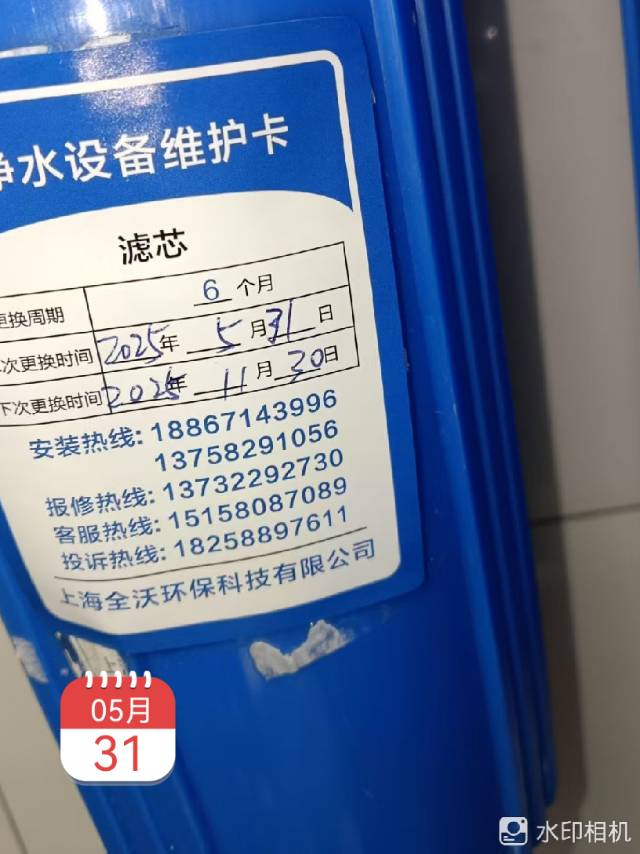 净水设备维护卡
滤芯
更换周期 6 个月
本次更换时间 2025年 5月31日
下次更换时间 2025年 11月30日
安装热线: 18867143996
13758291056
报修热线: 13732292730
客服热线: 15158087089
投诉热线: 18258897611
上海全沃环保科技有限公司
05月
31
水印相机